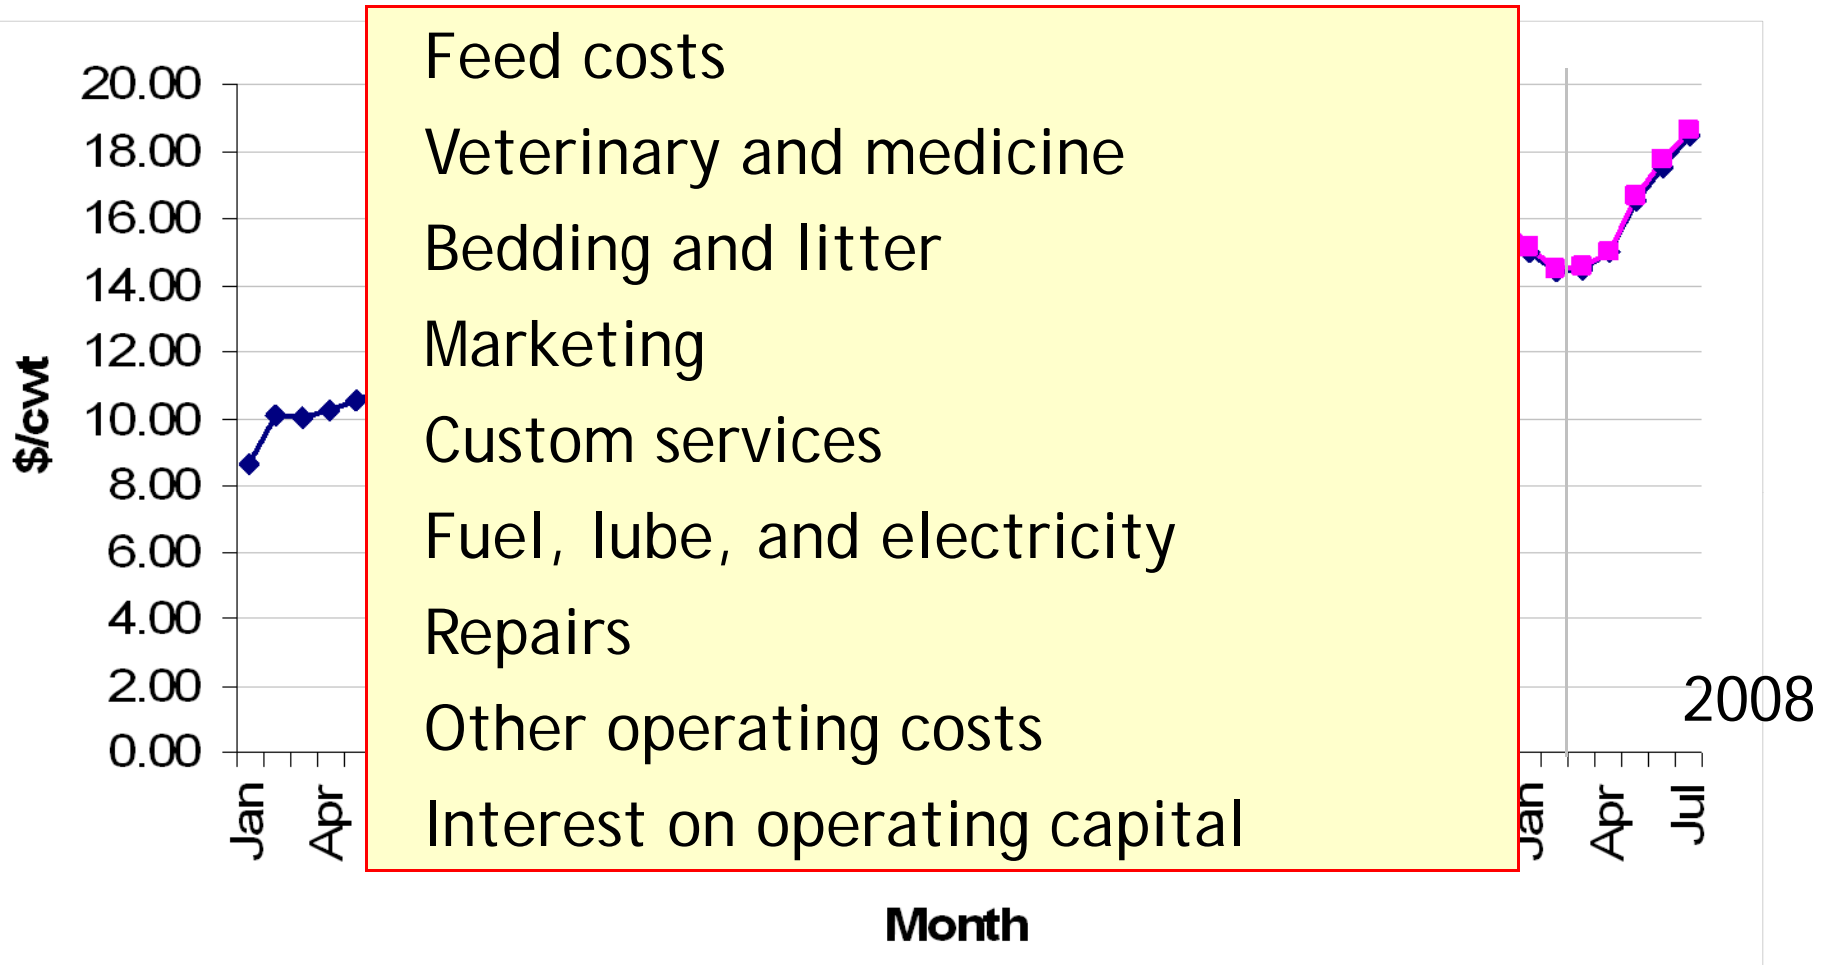 Feed costs
Veterinary and medicine
Bedding and litter
Marketing
Custom services
Fuel, lube, and electricity
Repairs
Other operating costs
Interest on operating capital
20.00
18.00
16.00
14.00
12.00
10.00
8.00
6.00
4.00
2.00
0.00
$/cwt
Jan
Apr
Jan
Apr
Jul
2008
Month